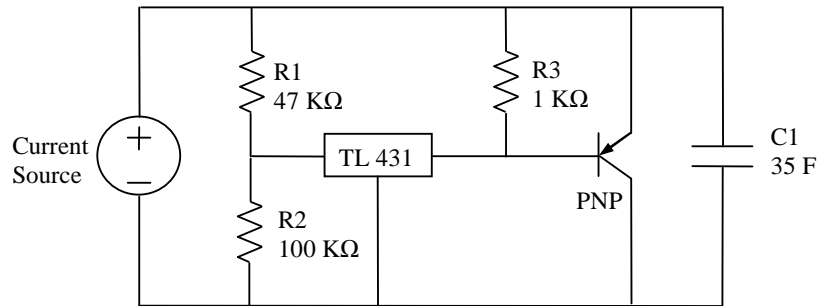 R1
47 KΩ
R3
1 KΩ
Current
Source
+
−
TL 431
C1
35 F
PNP
R2
100 KΩ